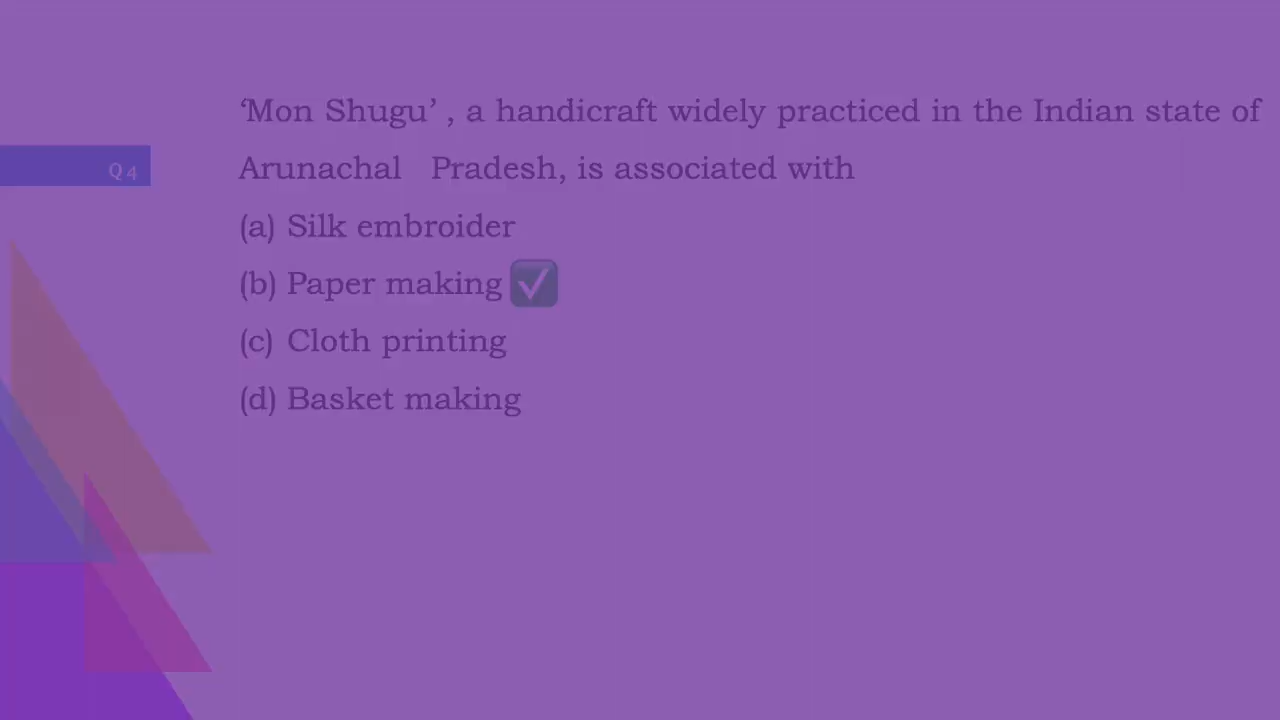 ‘Mon Shugu’ , a handicraft widely practiced in the Indian state of
Q 4
Arunachal Pradesh, is associated with
(a) Silk embroider
(b) Paper making ☑
(c) Cloth printing
(d) Basket making